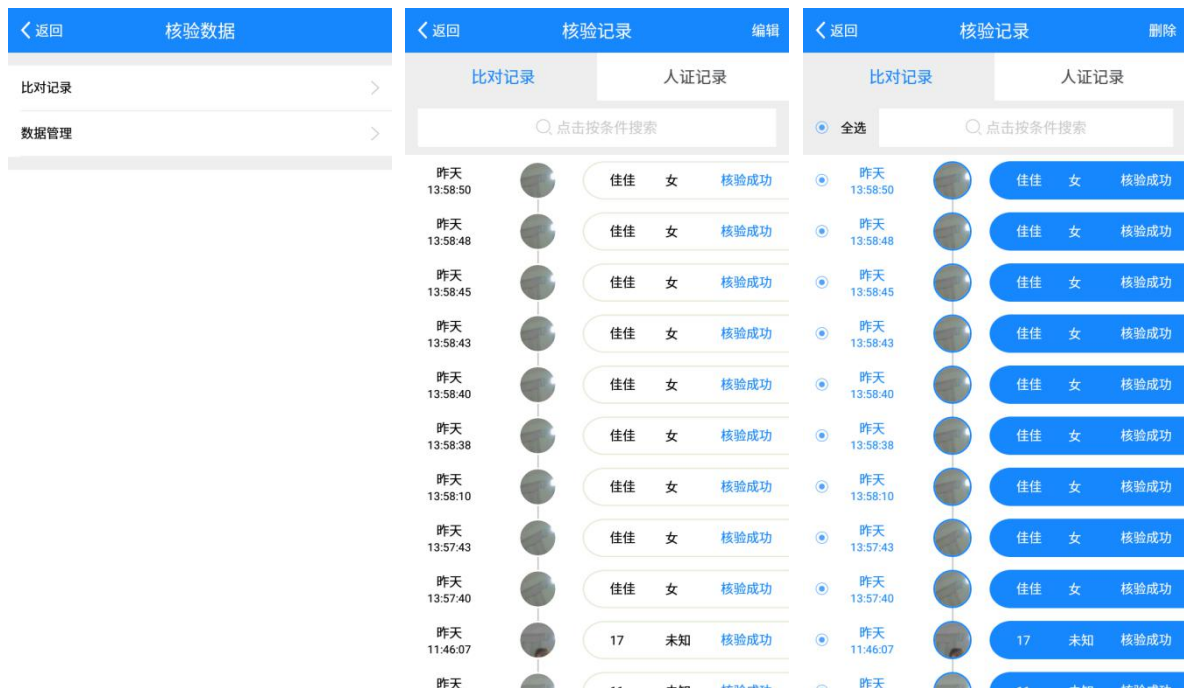 返回 核验数据
比对记录
数据管理
返回 核验记录 编辑
比对记录 人证记录
点击按条件搜索
昨天
13:58:50
佳佳 女 核验成功
昨天
13:58:48
佳佳 女 核验成功
昨天
13:58:45
佳佳 女 核验成功
昨天
13:58:43
佳佳 女 核验成功
昨天
13:58:40
佳佳 女 核验成功
昨天
13:58:38
佳佳 女 核验成功
昨天
13:58:10
佳佳 女 核验成功
昨天
13:57:43
佳佳 女 核验成功
昨天
13:57:40
佳佳 女 核验成功
昨天
11:46:07
17 未知 核验成功
昨天
返回 核验记录 删除
比对记录 人证记录
全选 点击按条件搜索
昨天
13:58:50
佳佳 女 核验成功
昨天
13:58:48
佳佳 女 核验成功
昨天
13:58:45
佳佳 女 核验成功
昨天
13:58:43
佳佳 女 核验成功
昨天
13:58:40
佳佳 女 核验成功
昨天
13:58:38
佳佳 女 核验成功
昨天
13:58:10
佳佳 女 核验成功
昨天
13:57:43
佳佳 女 核验成功
昨天
13:57:40
佳佳 女 核验成功
昨天
11:46:07
17 未知 核验成功
昨天